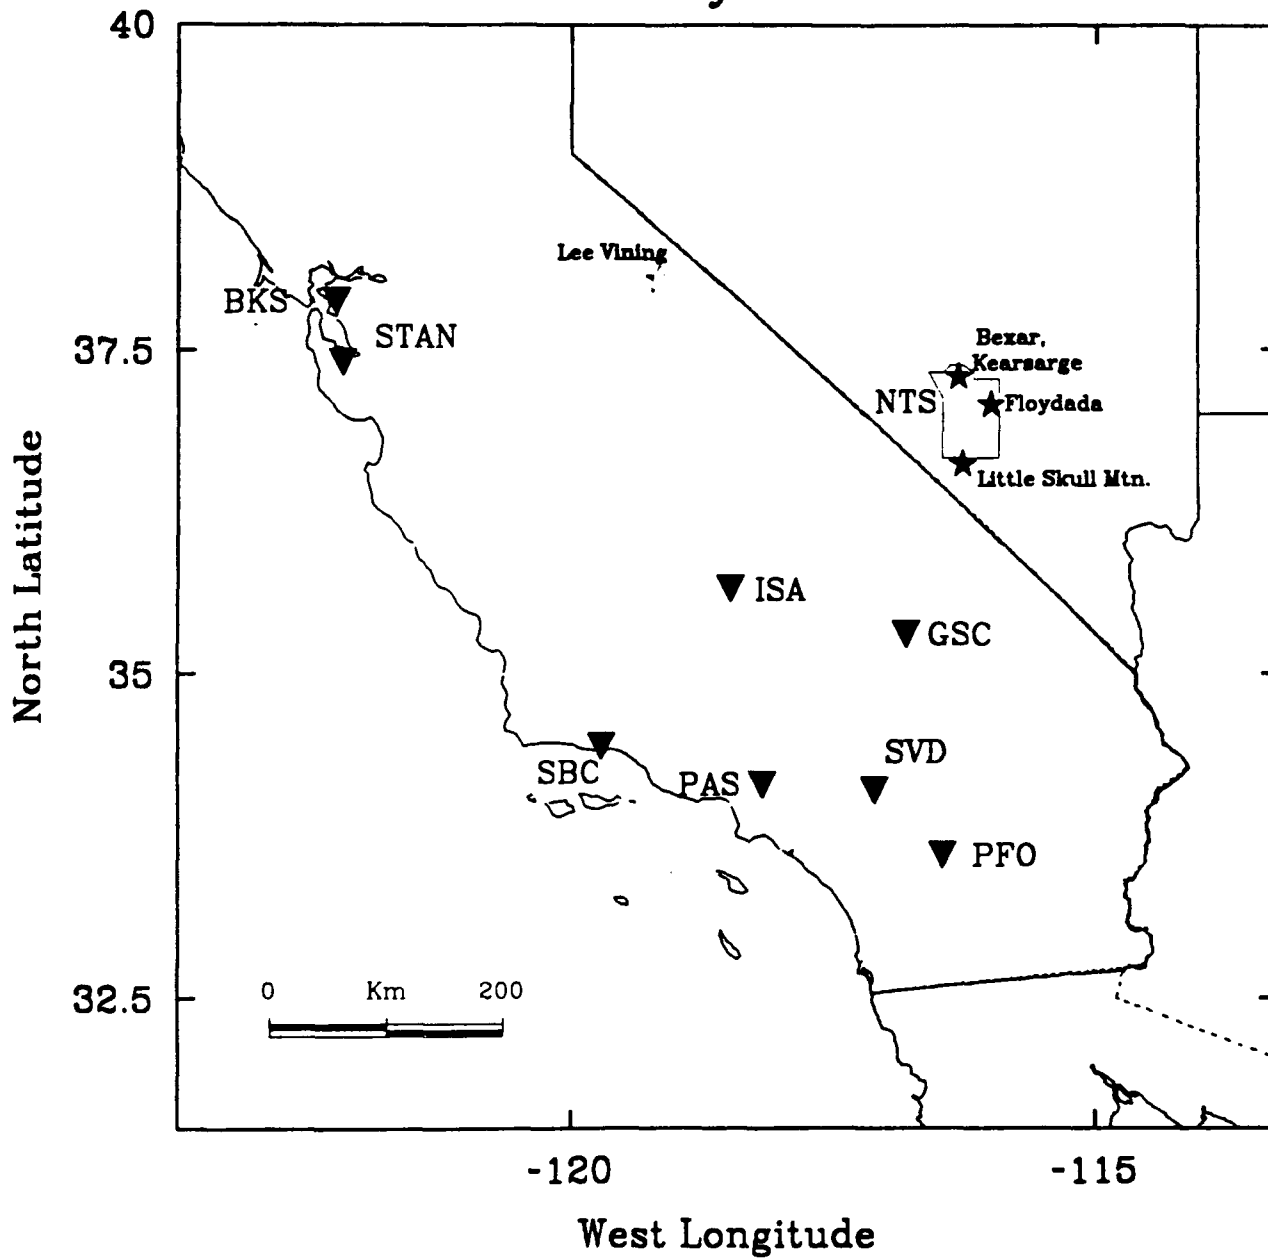 40
Lee Vining
BKS
STAN
37.5
Bexar,
Kearsarge
NTS
Floydada
Little Skull Mtn.
North Latitude
ISA
GSC
35
SVD
SBC
PAS
PFO
0 Km 200
32.5
-120
-115
West Longitude